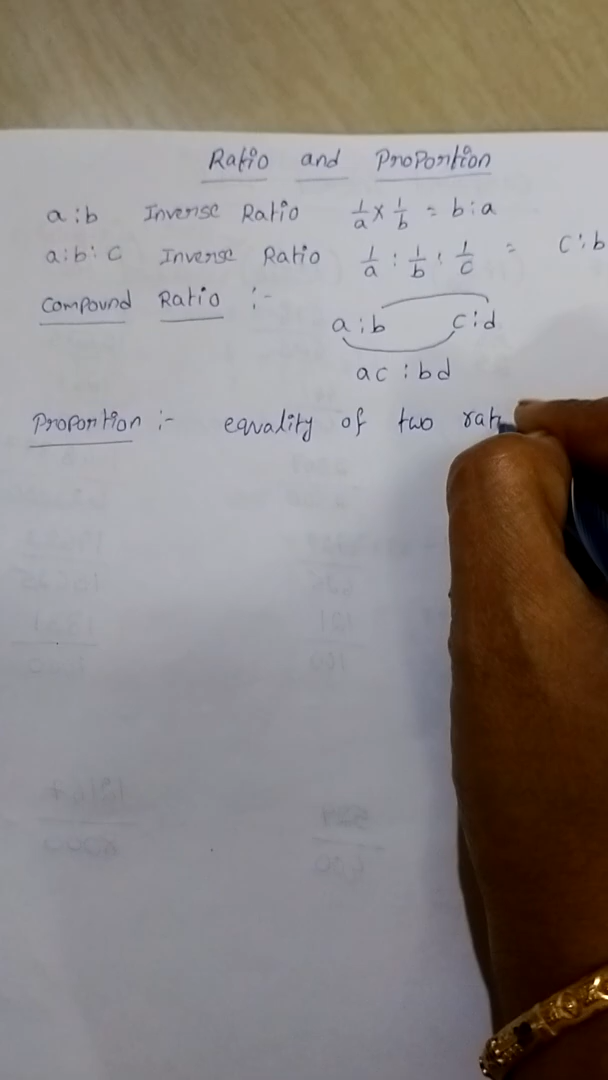 Ratio and Proportion
a:b Inverse Ratio 1/a × 1/b = b:a
a:b:c Inverse Ratio 1/a : 1/b : 1/c = c:b
Compound Ratio :-
a:b c:d
ac:bd
Proportion :- equality of two rati